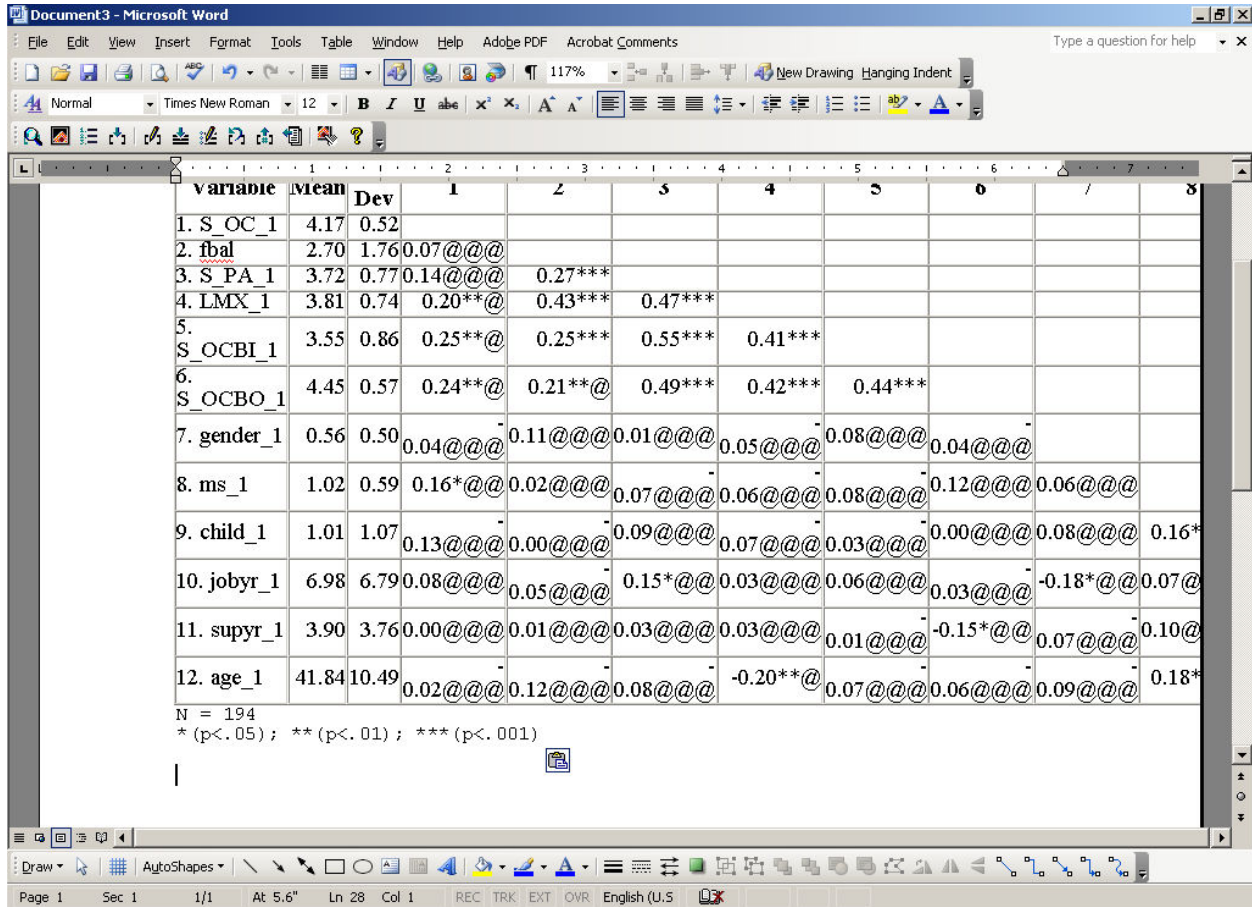 Document3 - Microsoft Word
File Edit View Insert Format Tools Table Window Help Adobe PDF Acrobat Comments Type a question for help
117% New Drawing Hanging Indent
Normal Times New Roman 12 B I U abc x² x₂ A A ab A
1 2 3 4 5 6 7
Variable Mean Dev 1 2 3 4 5 6 7 8
1. S_OC_1 4.17 0.52
2. fbal 2.70 1.76 0.07@@@
3. S_PA_1 3.72 0.77 0.14@@@ 0.27***
4. LMX_1 3.81 0.74 0.20**@ 0.43*** 0.47***
5. S_OCBI_1 3.55 0.86 0.25**@ 0.25*** 0.55*** 0.41***
6. S_OCBO_1 4.45 0.57 0.24**@ 0.21**@ 0.49*** 0.42*** 0.44***
7. gender_1 0.56 0.50 -0.04@@@ 0.11@@@ 0.01@@@ -0.05@@@ 0.08@@@ -0.04@@@
8. ms_1 1.02 0.59 0.16*@@ 0.02@@@ -0.07@@@ -0.06@@@ -0.08@@@ 0.12@@@ 0.06@@@
9. child_1 1.01 1.07 -0.13@@@ -0.00@@@ 0.09@@@ -0.07@@@ -0.03@@@ 0.00@@@ 0.08@@@ 0.16*
10. jobyr_1 6.98 6.79 0.08@@@ -0.05@@@ 0.15*@@ 0.03@@@ 0.06@@@ -0.03@@@ -0.18*@@ 0.07@
11. supyr_1 3.90 3.76 0.00@@@ 0.01@@@ 0.03@@@ 0.03@@@ -0.01@@@ -0.15*@@ -0.07@@@ 0.10@
12. age_1 41.84 10.49 -0.02@@@ -0.12@@@ -0.08@@@ -0.20**@ -0.07@@@ -0.06@@@ -0.09@@@ 0.18*
N = 194
*(p<.05); **(p<.01); ***(p<.001)
Draw AutoShapes A
Page 1 Sec 1 1/1 At 5.6" Ln 28 Col 1 REC TRK EXT OVR English (U.S